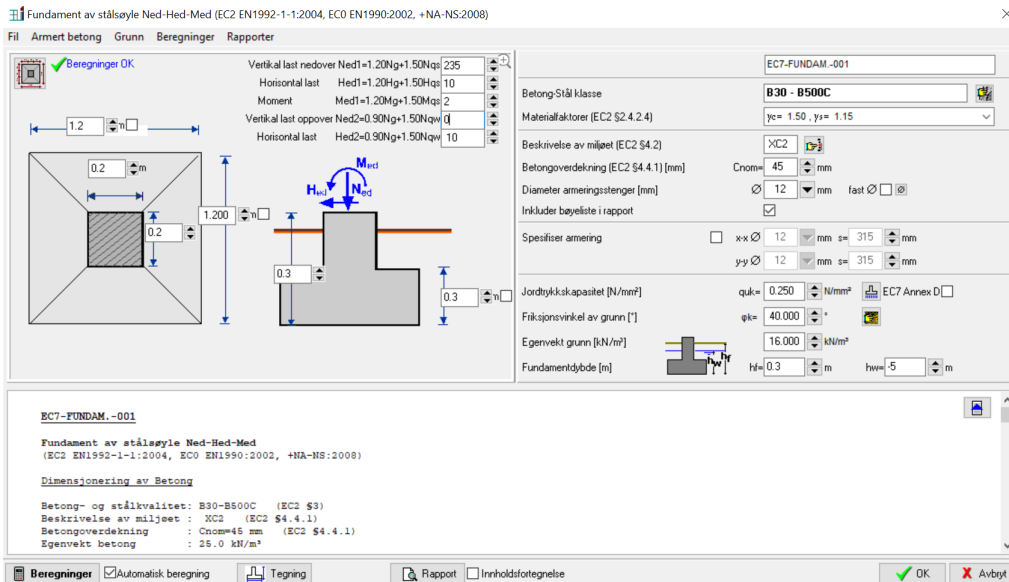 Fundament av stålsøyle Ned-Hed-Med (EC2 EN1992-1-1:2004, EC0 EN1990:2002, +NA-NS:2008)
Fil Armert betong Grunn Beregninger Rapporter
Beregninger OK
Vertikal last nedover Ned1=1.20Ng+1.50Nqs 235
Horisontal last Hed1=1.20Hg+1.50Hqs 10
Moment Med1=1.20Mg+1.50Mqs 2
Vertikal last oppover Ned2=0.90Ng+1.50Nqw 0
Horisontal last Hed2=0.90Ng+1.50Nqw 10
1.2 m
0.2 m
0.2
1.200 m
Med
Hed Ned
0.3
0.3 m
EC7-FUNDAM.-001
Betong-Stål klasse B30 - B500C
Materialfaktorer (EC2 §2.4.2.4) γc= 1.50 , γs= 1.15
Beskrivelse av miljøet (EC2 §4.2) XC2
Betongoverdekning (EC2 §4.4.1) [mm] Cnom= 45 mm
Diameter armeringsstenger [mm] Ø 12 mm fast Ø Ø
Inkluder bøyeliste i rapport
Spesifiser armering x-x Ø 12 mm s= 315 mm
y-y Ø 12 mm s= 315 mm
Jordtrykkskapasitet [N/mm²] quk= 0.250 N/mm² EC7 Annex D
Friksjonsvinkel av grunn [°] φk= 40.000 °
Egenvekt grunn [kN/m³] 16.000 kN/m³
hw hf
Fundamentdybde [m] hf= 0.3 m hw= -5 m
EC7-FUNDAM.-001
Fundament av stålsøyle Ned-Hed-Med
(EC2 EN1992-1-1:2004, EC0 EN1990:2002, +NA-NS:2008)
Dimensjonering av Betong
Betong- og stålkvalitet: B30-B500C (EC2 §3)
Beskrivelse av miljøet : XC2 (EC2 §4.4.1)
Betongoverdekning : Cnom=45 mm (EC2 §4.4.1)
Egenvekt betong : 25.0 kN/m³
Beregninger Automatisk beregning Tegning Rapport Innholdsfortegnelse OK X Avbryt